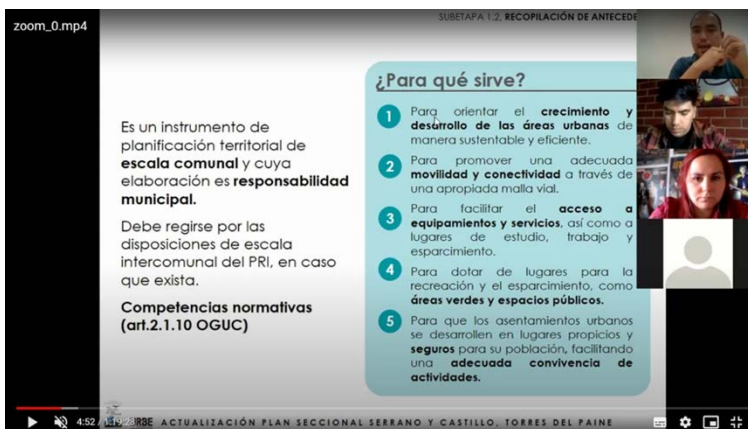 zoom_0.mp4
SUBETAPA 1.2, RECOPILACIÓN DE ANTECEDE
Es un instrumento de
planificación territorial de
escala comunal y cuya
elaboración es responsabilidad
municipal.
Debe regirse por las
disposiciones de escala
intercomunal del PRI, en caso
que exista.
Competencias normativas
(art.2.1.10 OGUC)
¿Para qué sirve?
1 Para orientar el crecimiento y
desarrollo de las áreas urbanas de
manera sustentable y eficiente.
2 Para promover una adecuada
movilidad y conectividad a través de
una apropiada malla vial.
3 Para facilitar el acceso a
equipamientos y servicios, así como a
lugares de estudio, trabajo y
esparcimiento.
4 Para dotar de lugares para la
recreación y el esparcimiento, como
áreas verdes y espacios públicos.
5 Para que los asentamientos urbanos
se desarrollen en lugares propicios y
seguros para su población, facilitando
una adecuada convivencia de
actividades.
4:52 / 1:19:28
ACTUALIZACIÓN PLAN SECCIONAL SERRANO Y CASTILLO, TORRES DEL PAINE